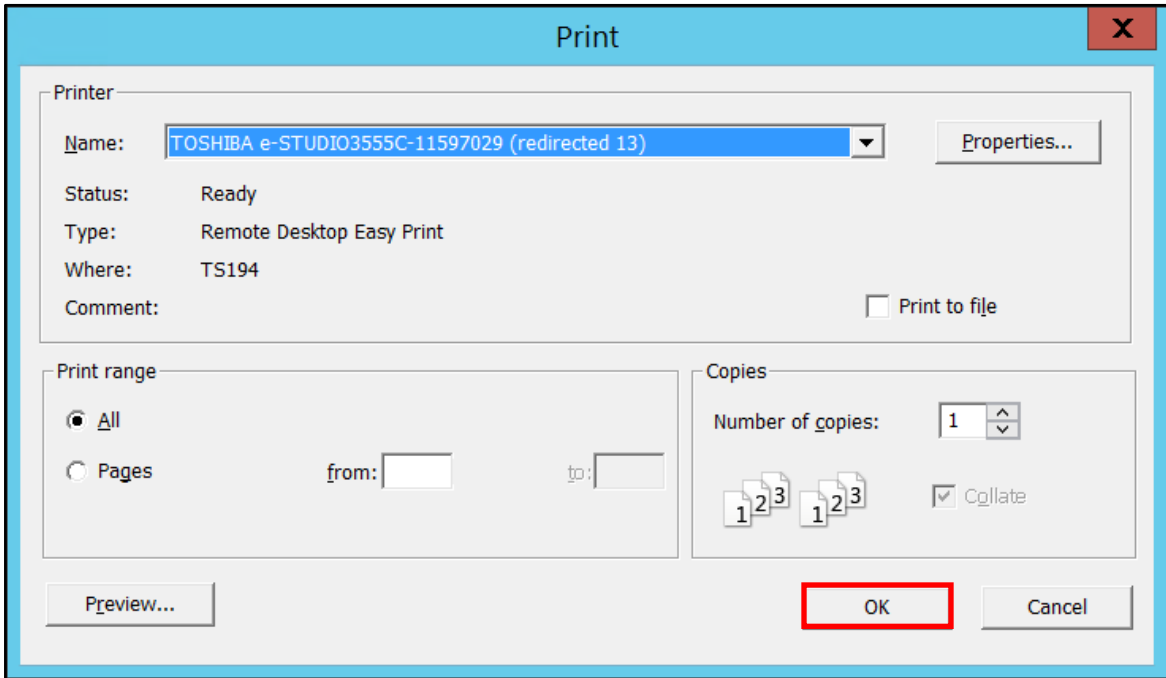 Print
X
Printer
Name: TOSHIBA e-STUDIO3555C-11597029 (redirected 13) Properties...
Status: Ready
Type: Remote Desktop Easy Print
Where: TS194
Comment: Print to file
Print range
All
Pages from: to:
Copies
Number of copies: 1
1 2 3 1 2 3 Collate
Preview... OK Cancel